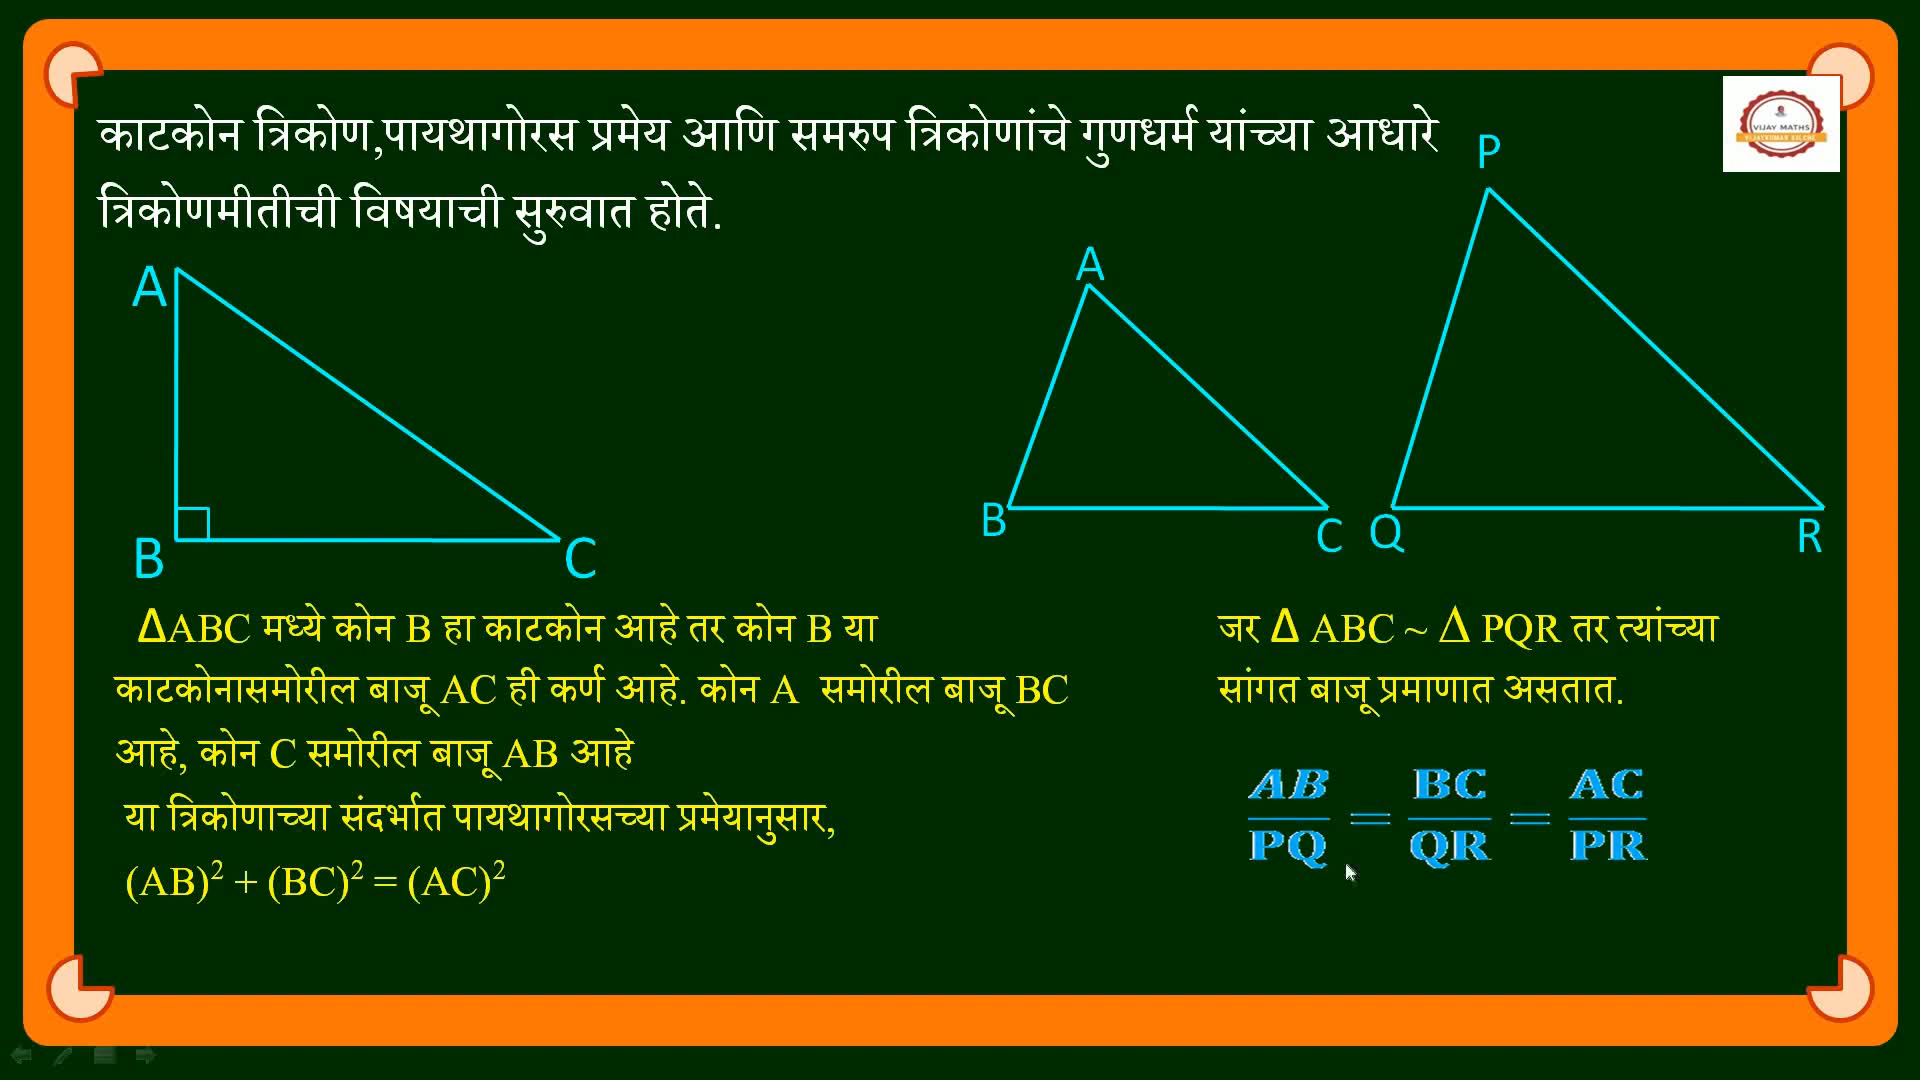 काटकोन त्रिकोण,पायथागोरस प्रमेय आणि समरुप त्रिकोणांचे गुणधर्म यांच्या आधारे
त्रिकोणमीतीची विषयाची सुरुवात होते.
VIJAY MATHS
A
B
C
A
B
C
P
Q
R
ΔABC मध्ये कोन B हा काटकोन आहे तर कोन B या
काटकोनासमोरील बाजू AC ही कर्ण आहे. कोन A समोरील बाजू BC
आहे, कोन C समोरील बाजू AB आहे
या त्रिकोणाच्या संदर्भात पायथागोरसच्या प्रमेयानुसार,
(AB)² + (BC)² = (AC)²
जर Δ ABC ~ Δ PQR तर त्यांच्या
सांगत बाजू प्रमाणात असतात.
AB/PQ = BC/QR = AC/PR